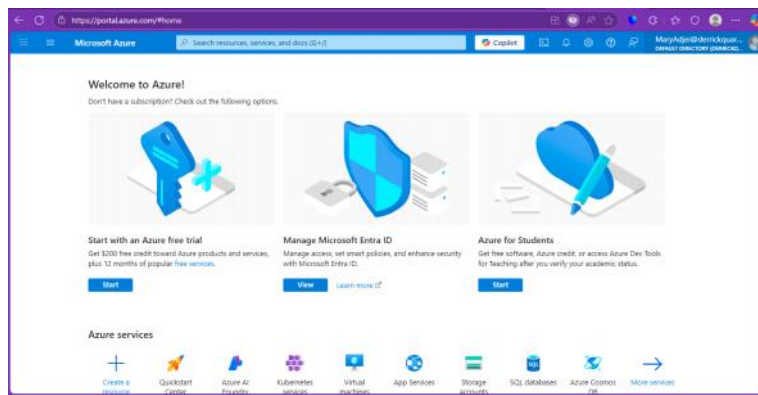 https://portal.azure.com/#home
Microsoft Azure
Search resources, services, and docs (G+/)
Copilot
MaryAdjei@derrickquar...
DEFAULT DIRECTORY (DERRICKQ...
Welcome to Azure!
Don't have a subscription? Check out the following options.
Start with an Azure free trial
Get $200 free credit toward Azure products and services,
plus 12 months of popular free services.
Start
Manage Microsoft Entra ID
Manage access, set smart policies, and enhance security
with Microsoft Entra ID.
View
Learn more
Azure for Students
Get free software, Azure credit, or access Azure Dev Tools
for Teaching after you verify your academic status.
Start
Azure services
Create a
resource
Quickstart
Center
Azure AI
Foundry
Kubernetes
services
Virtual
machines
App Services
Storage
accounts
SQL databases
Azure Cosmos
DB
More services